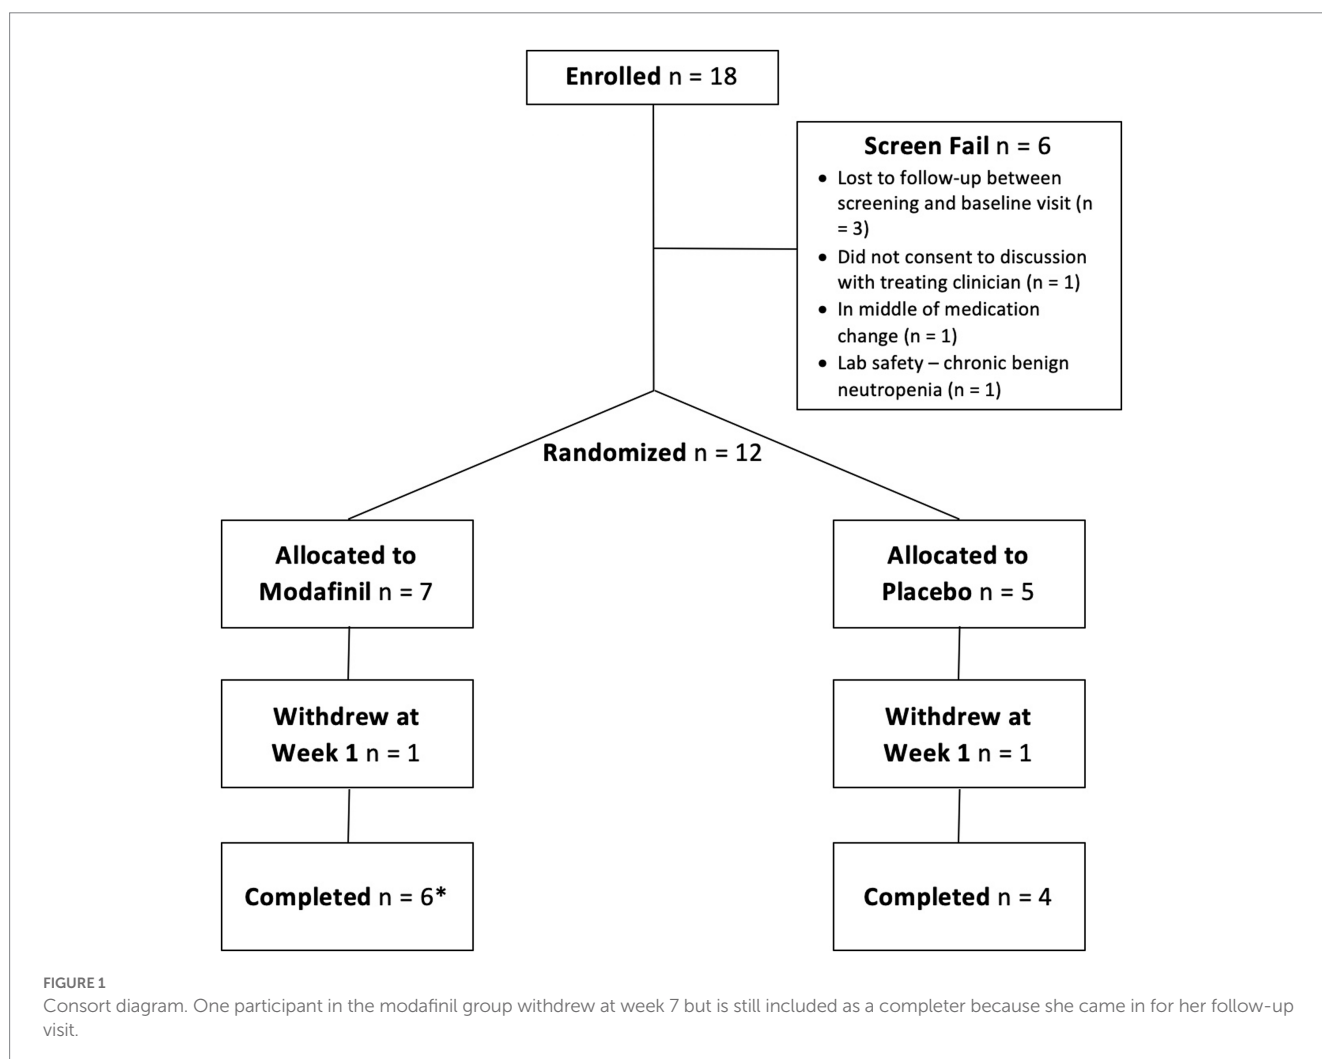 Enrolled n = 18
Screen Fail n = 6
• Lost to follow-up between
screening and baseline visit (n
= 3)
• Did not consent to discussion
with treating clinician (n = 1)
• In middle of medication
change (n = 1)
• Lab safety – chronic benign
neutropenia (n = 1)
Randomized n = 12
Allocated to
Modafinil n = 7
Allocated to
Placebo n = 5
Withdrew at
Week 1 n = 1
Withdrew at
Week 1 n = 1
Completed n = 6*
Completed n = 4
FIGURE 1
Consort diagram. One participant in the modafinil group withdrew at week 7 but is still included as a completer because she came in for her follow-up
visit.